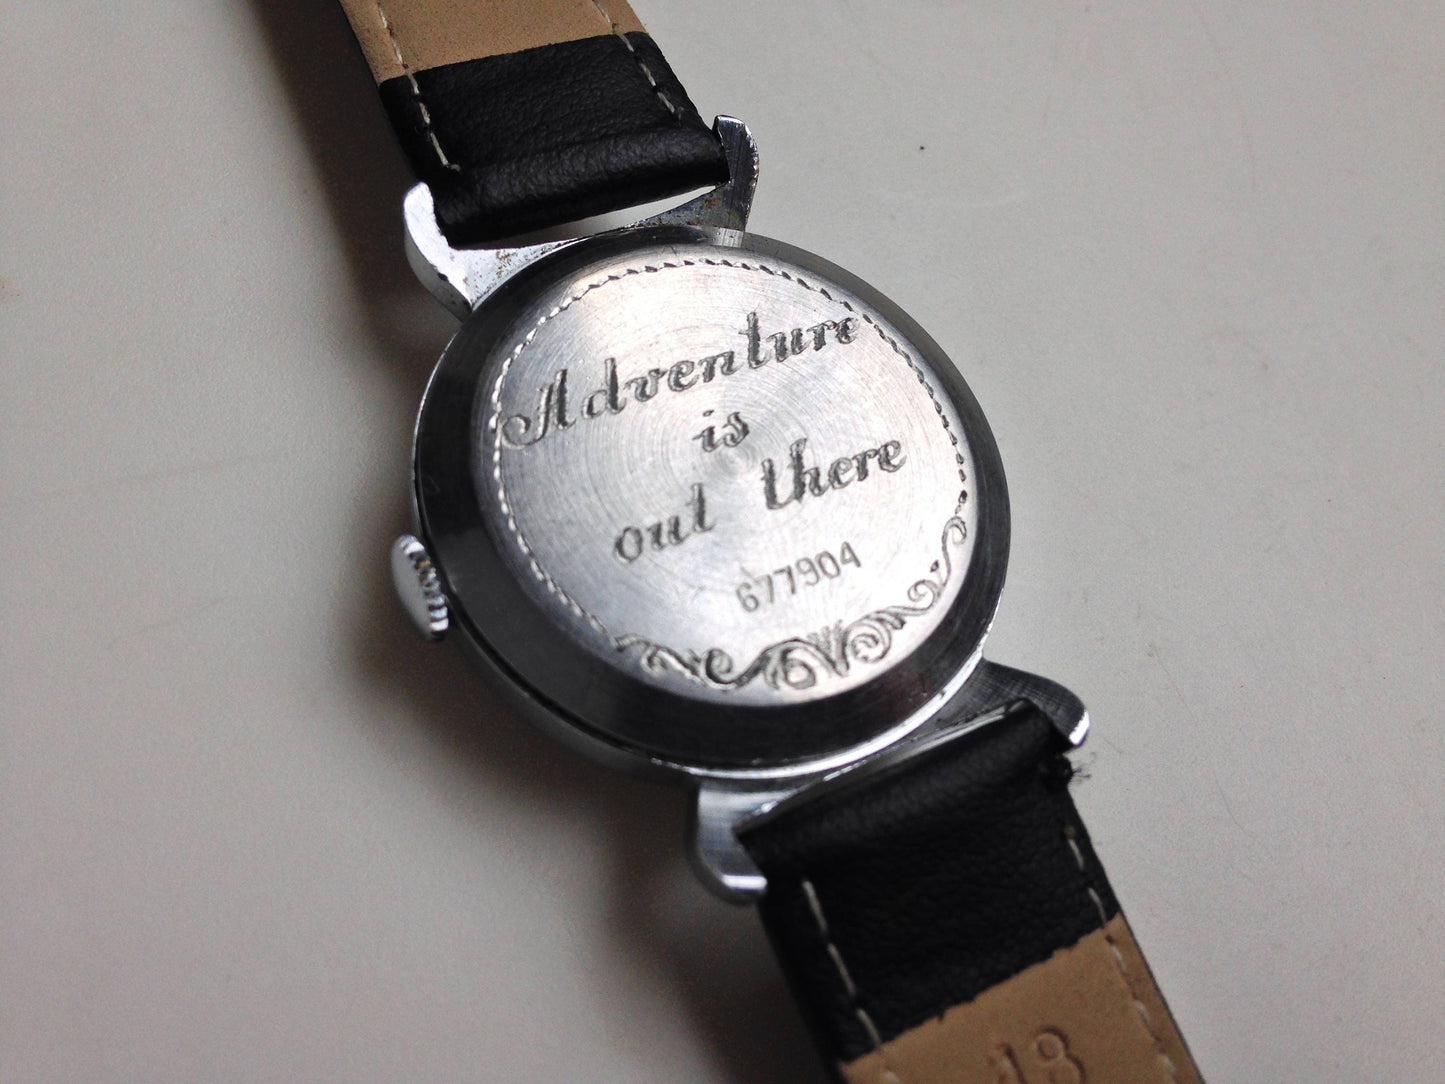 Adventure
is
out there
677904
18